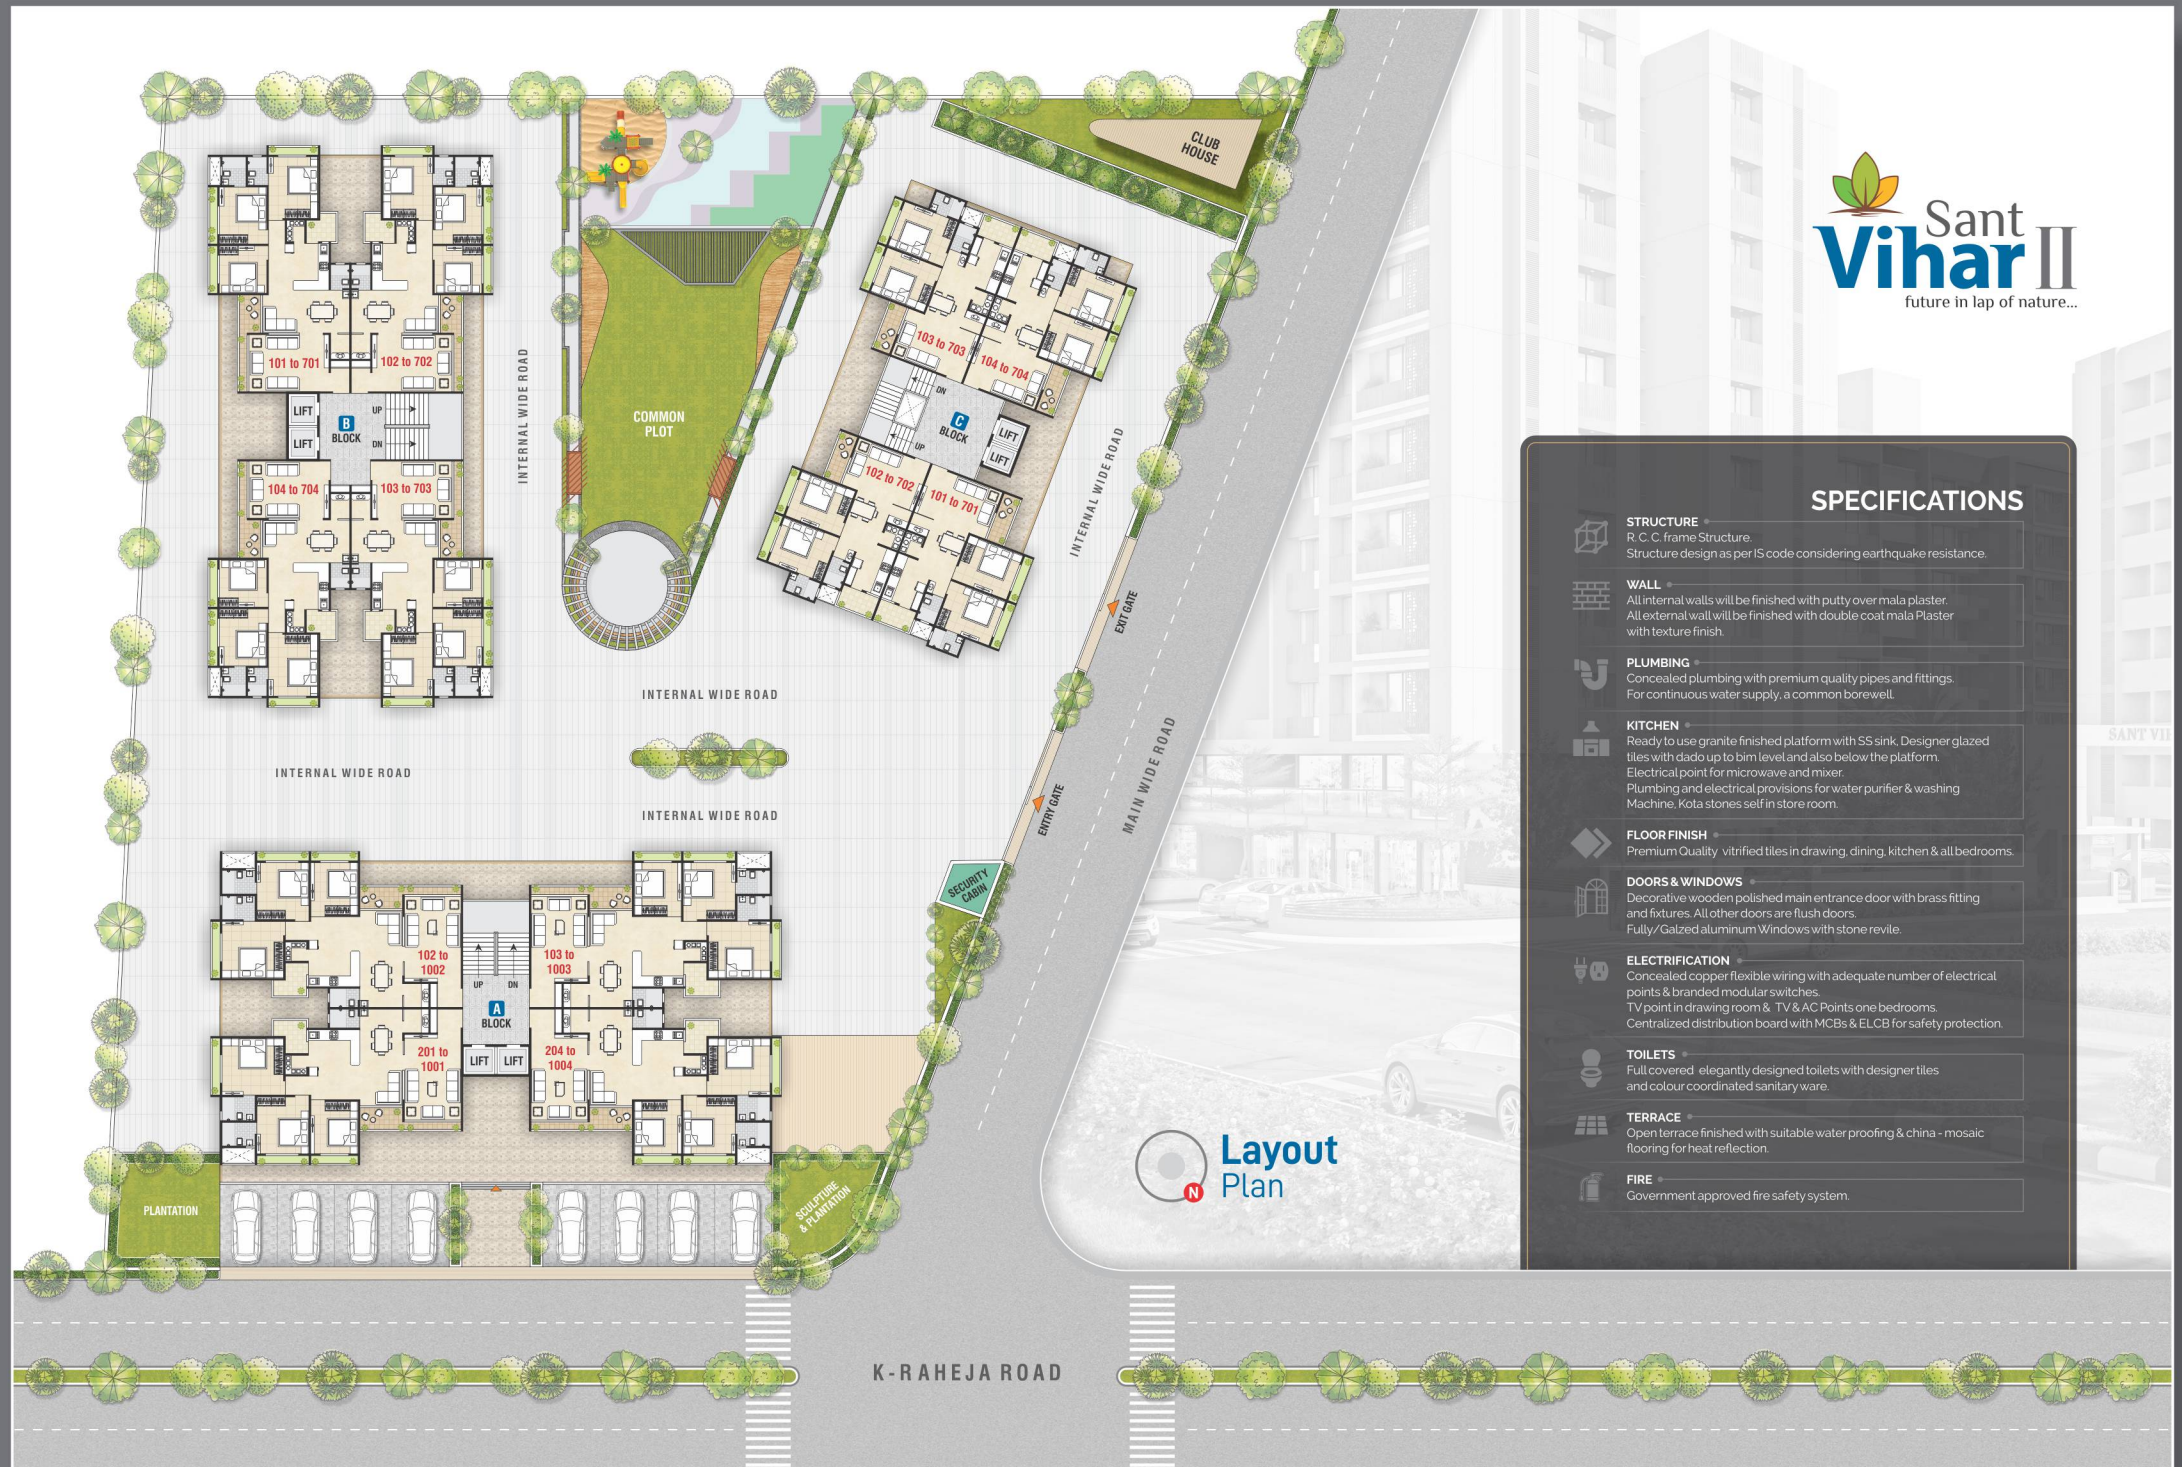 CLUB
HOUSE
Sant
Vihar II
future in lap of nature...
101 to 701
102 to 702
LIFT
LIFT
B
BLOCK
UP
DN
104 to 704
103 to 703
INTERNAL WIDE ROAD
COMMON
PLOT
103 to 703
104 to 704
DN
UP
C
BLOCK
LIFT
LIFT
102 to 702
101 to 701
INTERNAL WIDE ROAD
EXIT GATE
INTERNAL WIDE ROAD
INTERNAL WIDE ROAD
INTERNAL WIDE ROAD
ENTRY GATE
MAIN WIDE ROAD
SECURITY
CABIN
102 to
1002
103 to
1003
UP
DN
A
BLOCK
201 to
1001
LIFT
LIFT
204 to
1004
PLANTATION
SCULPTURE
& PLANTATION
N
Layout
Plan
K-RAHEJA ROAD
SPECIFICATIONS
STRUCTURE
R. C. C. frame Structure.
Structure design as per IS code considering earthquake resistance.
WALL
All internal walls will be finished with putty over mala plaster.
All external wall will be finished with double coat mala Plaster
with texture finish.
PLUMBING
Concealed plumbing with premium quality pipes and fittings.
For continuous water supply, a common borewell.
KITCHEN
Ready to use granite finished platform with SS sink, Designer glazed
tiles with dado up to bim level and also below the platform.
Electrical point for microwave and mixer.
Plumbing and electrical provisions for water purifier & washing
Machine, Kota stones self in store room.
FLOOR FINISH
Premium Quality vitrified tiles in drawing, dining, kitchen & all bedrooms.
DOORS & WINDOWS
Decorative wooden polished main entrance door with brass fitting
and fixtures. All other doors are flush doors.
Fully/Galzed aluminum Windows with stone revile.
ELECTRIFICATION
Concealed copper flexible wiring with adequate number of electrical
points & branded modular switches.
TV point in drawing room & TV & AC Points one bedrooms.
Centralized distribution board with MCBs & ELCB for safety protection.
TOILETS
Full covered elegantly designed toilets with designer tiles
and colour coordinated sanitary ware.
TERRACE
Open terrace finished with suitable water proofing & china - mosaic
flooring for heat reflection.
FIRE
Government approved fire safety system.
SANT